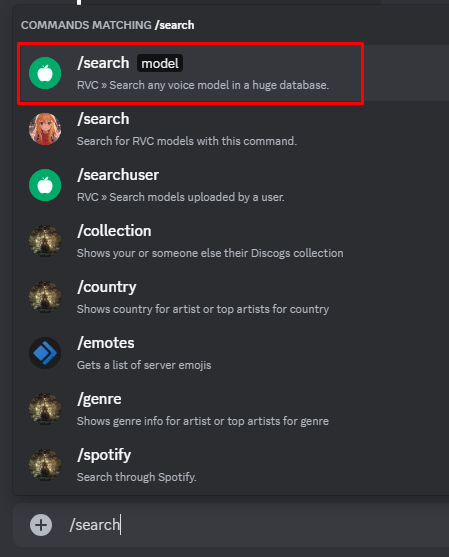 COMMANDS MATCHING /search
/search model
RVC » Search any voice model in a huge database.
/search
Search for RVC models with this command.
/searchuser
RVC » Search models uploaded by a user.
/collection
Shows your or someone else their Discogs collection
/country
Shows country for artist or top artists for country
/emotes
Gets a list of server emojis
/genre
Shows genre info for artist or top artists for genre
/spotify
Search through Spotify.
/search